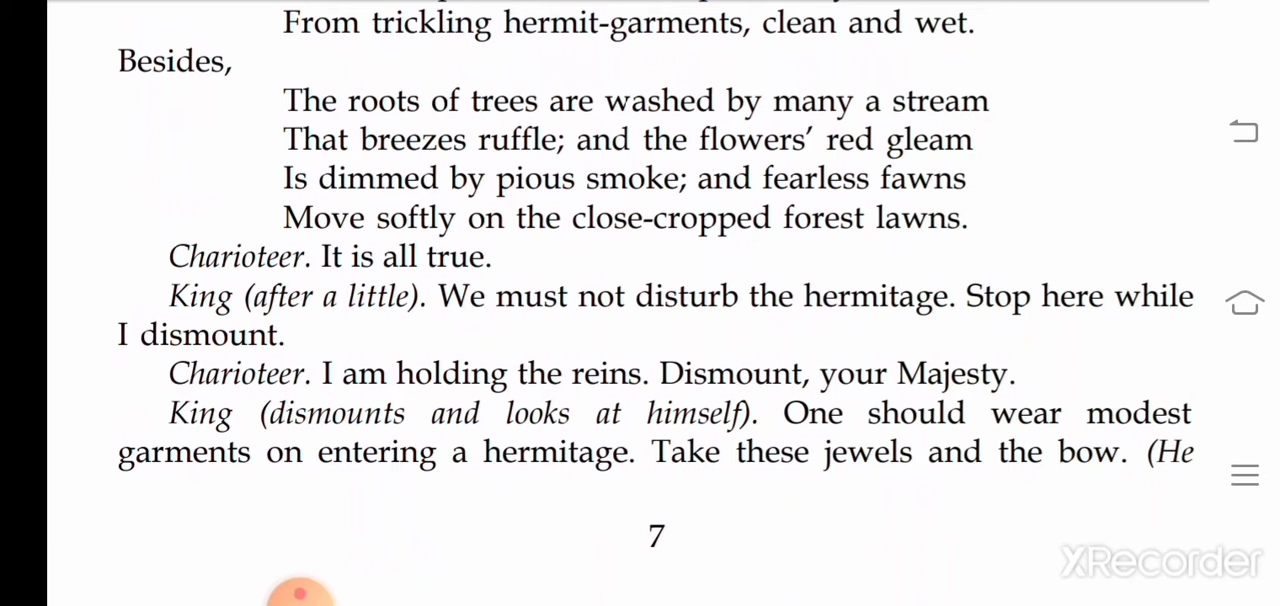 From trickling hermit-garments, clean and wet.
Besides,
The roots of trees are washed by many a stream
That breezes ruffle; and the flowers’ red gleam
Is dimmed by pious smoke; and fearless fawns
Move softly on the close-cropped forest lawns.
Charioteer. It is all true.
King (after a little). We must not disturb the hermitage. Stop here while
I dismount.
Charioteer. I am holding the reins. Dismount, your Majesty.
King (dismounts and looks at himself). One should wear modest
garments on entering a hermitage. Take these jewels and the bow. (He
7
XRecorder